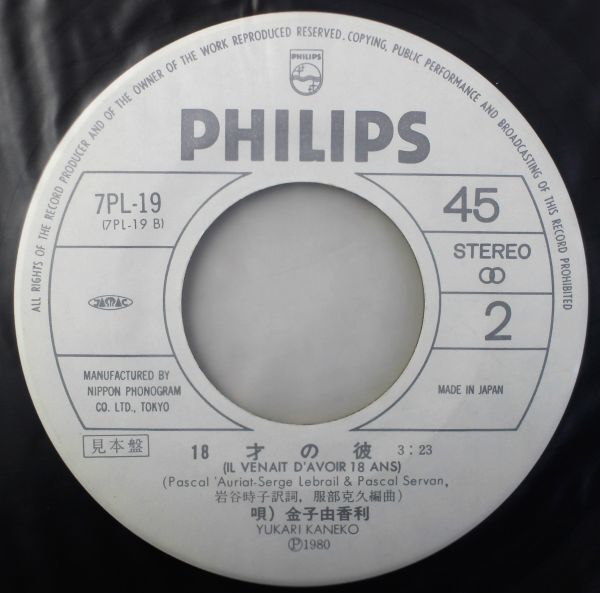 ALL RIGHTS OF THE RECORD PRODUCER AND OF THE OWNER OF THE WORK REPRODUCED RESERVED. COPYING, PUBLIC PERFORMANCE AND BROADCASTING OF THIS RECORD PROHIBITED
PHILIPS
PHILIPS
7PL-19
(7PL-19 B)
45
STEREO
2
JASRAC
MANUFACTURED BY
NIPPON PHONOGRAM
CO. LTD., TOKYO
MADE IN JAPAN
見本盤
18才の彼 3:23
(IL VENAIT D'AVOIR 18 ANS)
(Pascal 'Auriat-Serge Lebrail & Pascal Servan,
岩谷時子訳詞, 服部克久編曲)
唄) 金子由香利
YUKARI KANEKO
Ⓟ1980